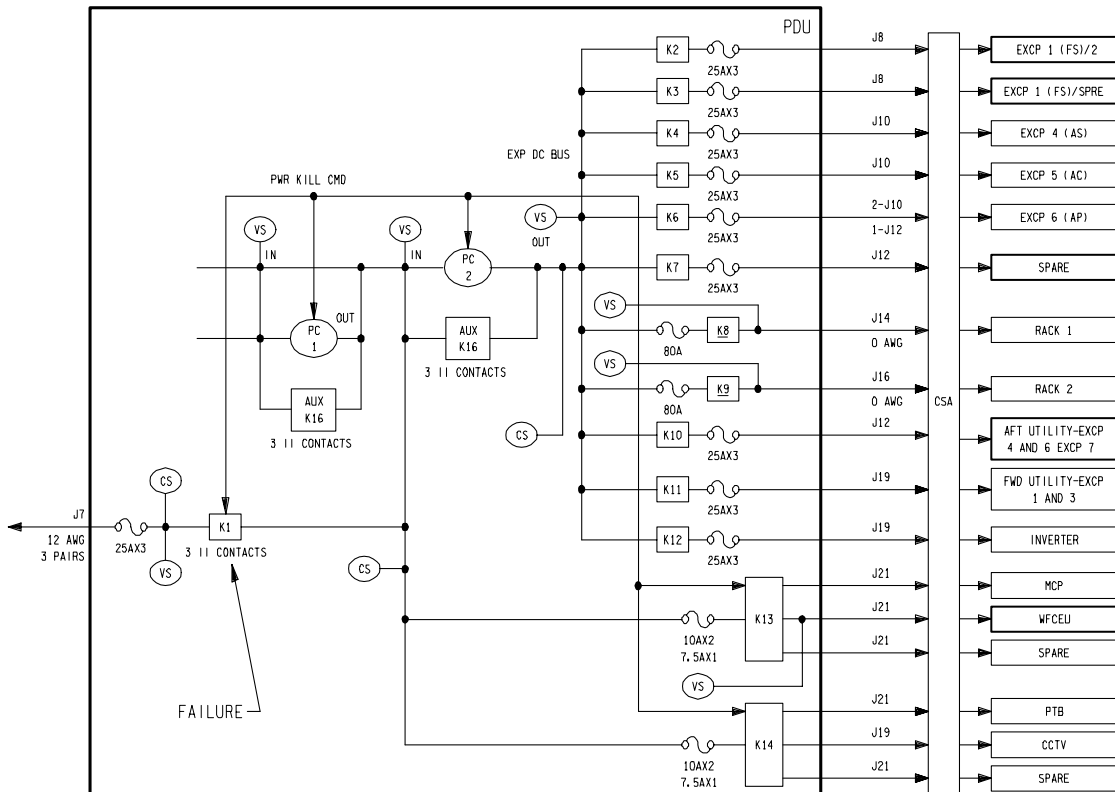 PDU
K2
25AX3
J8
EXCP 1 (FS)/2
K3
25AX3
J8
EXCP 1 (FS)/SPRE
K4
25AX3
J10
EXCP 4 (AS)
EXP DC BUS
K5
25AX3
J10
EXCP 5 (AC)
PWR KILL CMD
K6
25AX3
2-J10
1-J12
EXCP 6 (AP)
VS
OUT
VS
IN
VS
IN
PC
2
K7
25AX3
J12
SPARE
PC
1
OUT
AUX
K16
3 II CONTACTS
VS
80A
K8
J14
0 AWG
RACK 1
AUX
K16
3 II CONTACTS
VS
80A
K9
J16
0 AWG
RACK 2
CSA
CS
K10
25AX3
J12
AFT UTILITY-EXCP
4 AND 6 EXCP 7
K11
25AX3
J19
FWD UTILITY-EXCP
1 AND 3
CS
J7
12 AWG
3 PAIRS
25AX3
VS
K1
3 II CONTACTS
K12
25AX3
J19
INVERTER
CS
K13
10AX2
7.5AX1
J21
MCP
J21
WFCEU
J21
SPARE
VS
FAILURE
K14
10AX2
7.5AX1
J21
PTB
J19
CCTV
J21
SPARE